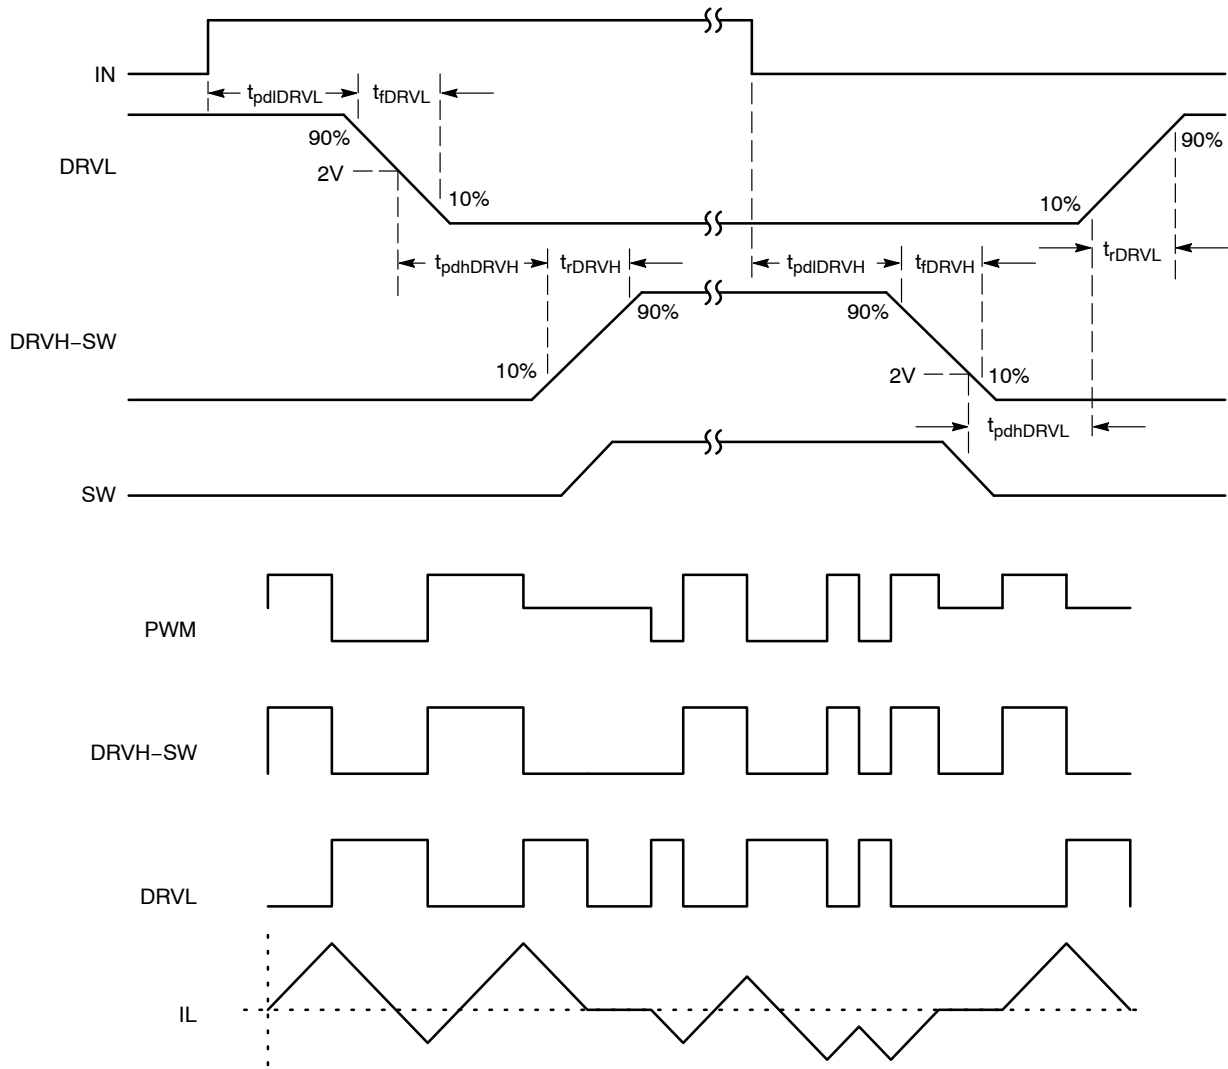 IN
tpdlDRVL
tfDRVL
90%
90%
DRVL
2V
10%
10%
tpdhDRVH
trDRVH
tpdlDRVH
tfDRVH
trDRVL
90%
90%
DRVH−SW
10%
2V
10%
tpdhDRVL
SW
PWM
DRVH−SW
DRVL
IL